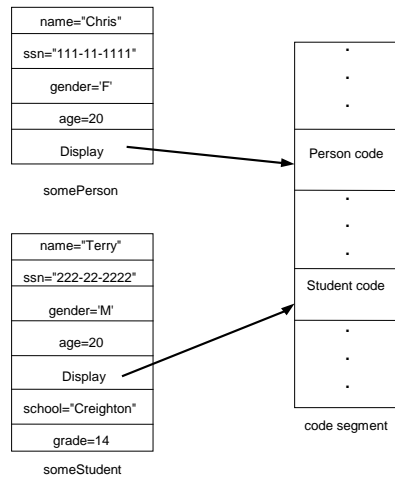 name="Chris"
ssn="111-11-1111"
gender='F'
age=20
Display
somePerson
name="Terry"
ssn="222-22-2222"
gender='M'
age=20
Display
school="Creighton"
grade=14
someStudent
.
.
.
Person code
.
.
.
Student code
.
.
.
code segment